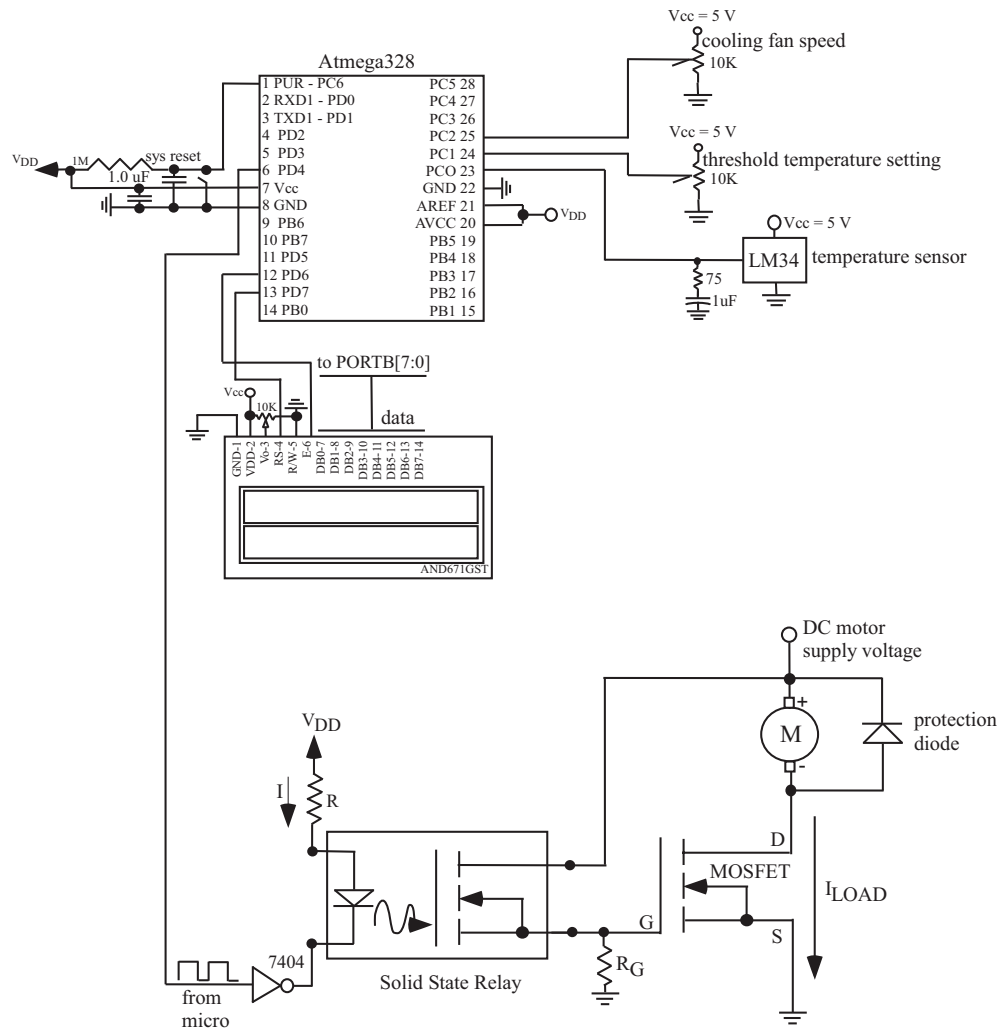 Vcc = 5 V
cooling fan speed
10K
Atmega328
1 PUR - PC6
2 RXD1 - PD0
3 TXD1 - PD1
4 PD2
5 PD3
6 PD4
7 Vcc
8 GND
9 PB6
10 PB7
11 PD5
12 PD6
13 PD7
14 PB0
PC5 28
PC4 27
PC3 26
PC2 25
PC1 24
PCO 23
GND 22
AREF 21
AVCC 20
PB5 19
PB4 18
PB3 17
PB2 16
PB1 15
VDD
1M
sys reset
1.0 uF
Vcc = 5 V
threshold temperature setting
10K
VDD
Vcc = 5 V
LM34
temperature sensor
75
1uF
to PORTB[7:0]
data
Vcc
10K
GND-1
VDD-2
Vo-3
RS-4
R/W-5
E-6
DB0-7
DB1-8
DB2-9
DB3-10
DB4-11
DB5-12
DB6-13
DB7-14
AND671GST
DC motor
supply voltage
+
M
-
protection
diode
VDD
I
R
D
MOSFET
ILOAD
G
S
RG
7404
Solid State Relay
from
micro